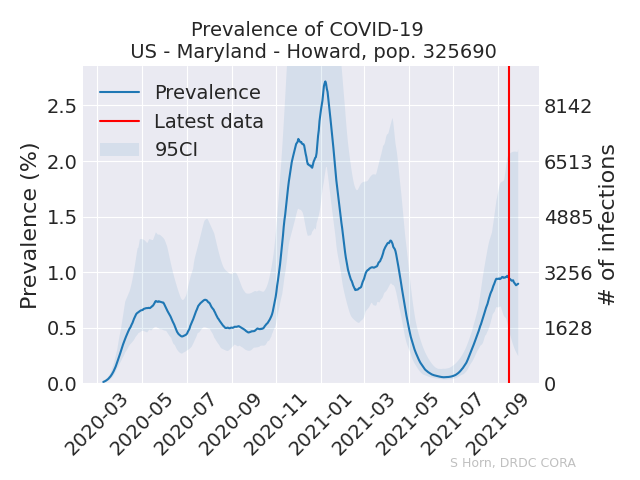 Prevalence of COVID-19
US - Maryland - Howard, pop. 325690
Prevalence
Latest data
95CI
Prevalence (%)
2.5
2.0
1.5
1.0
0.5
0.0
8142
6513
4885
3256
1628
0
# of infections
2020-03
2020-05
2020-07
2020-09
2020-11
2021-01
2021-03
2021-05
2021-07
2021-09
S Horn, DRDC CORA